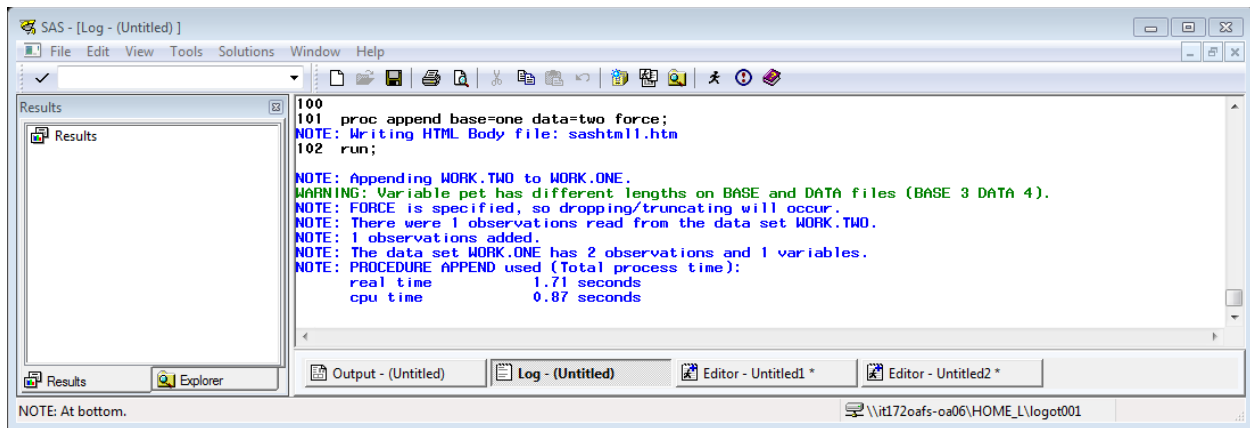 SAS - [Log - (Untitled) ]
File Edit View Tools Solutions Window Help
Results
Results
100
101 proc append base=one data=two force;
NOTE: Writing HTML Body file: sashtml1.htm
102 run;
NOTE: Appending WORK.TWO to WORK.ONE.
WARNING: Variable pet has different lengths on BASE and DATA files (BASE 3 DATA 4).
NOTE: FORCE is specified, so dropping/truncating will occur.
NOTE: There were 1 observations read from the data set WORK.TWO.
NOTE: 1 observations added.
NOTE: The data set WORK.ONE has 2 observations and 1 variables.
NOTE: PROCEDURE APPEND used (Total process time):
real time 1.71 seconds
cpu time 0.87 seconds
Results Explorer
Output - (Untitled) Log - (Untitled) Editor - Untitled1 * Editor - Untitled2 *
NOTE: At bottom. \\it172oafs-oa06\HOME_L\logot001